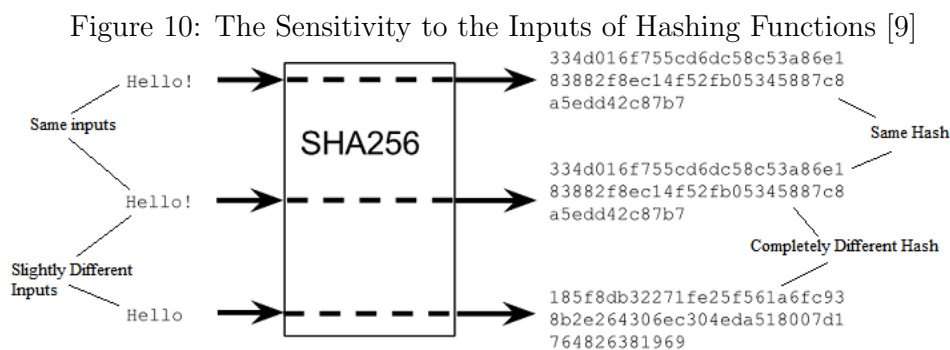 Figure 10: The Sensitivity to the Inputs of Hashing Functions [9]
Hello!
334d016f755cd6dc58c53a86e1
83882f8ec14f52fb05345887c8
a5edd42c87b7
Same inputs
SHA256
Same Hash
Hello!
334d016f755cd6dc58c53a86e1
83882f8ec14f52fb05345887c8
a5edd42c87b7
Slightly Different
Inputs
Completely Different Hash
Hello
185f8db32271fe25f561a6fc93
8b2e264306ec304eda518007d1
764826381969